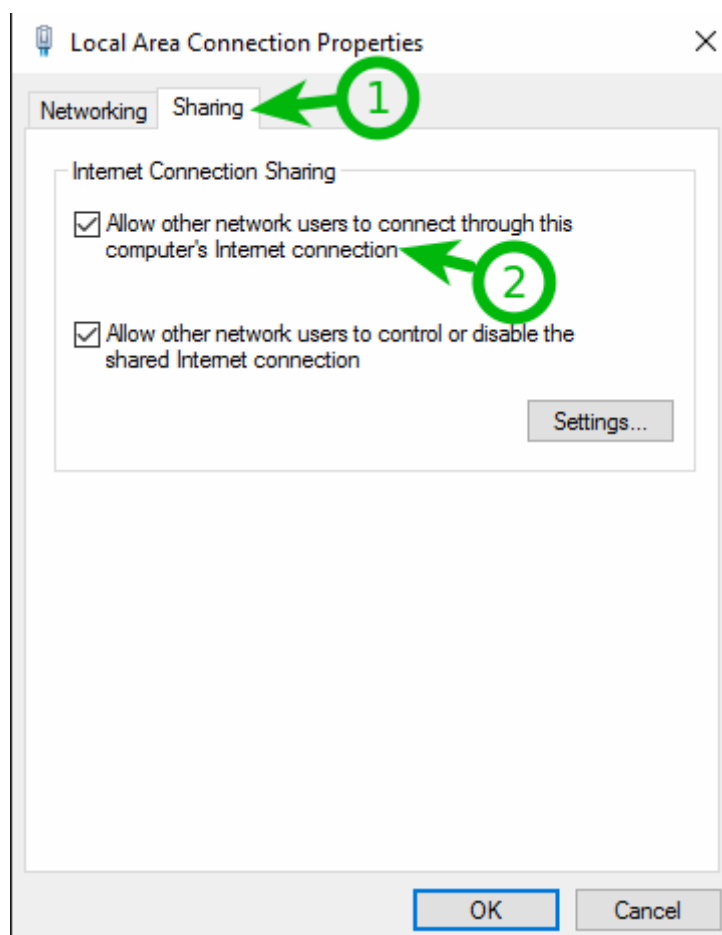 Local Area Connection Properties
Networking Sharing 1
Internet Connection Sharing
Allow other network users to connect through this
computer's Internet connection
2
Allow other network users to control or disable the
shared Internet connection
Settings...
OK Cancel